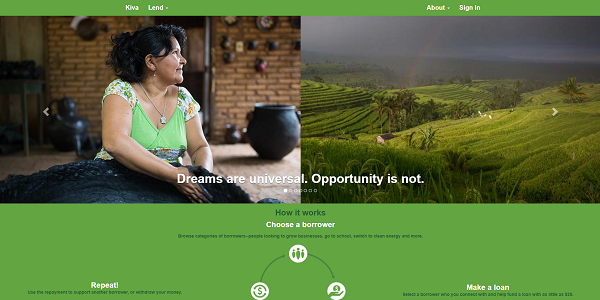 Kiva Lend About Sign In
Dreams are universal. Opportunity is not.
How it works
Choose a borrower
Browse categories of borrowers–people looking to grow businesses, go to school, switch to clean energy and more.
Repeat!
Use the repayment to support another borrower, or withdraw your money.
Make a loan
Select a borrower who you connect with and help fund a loan with as little as $25.